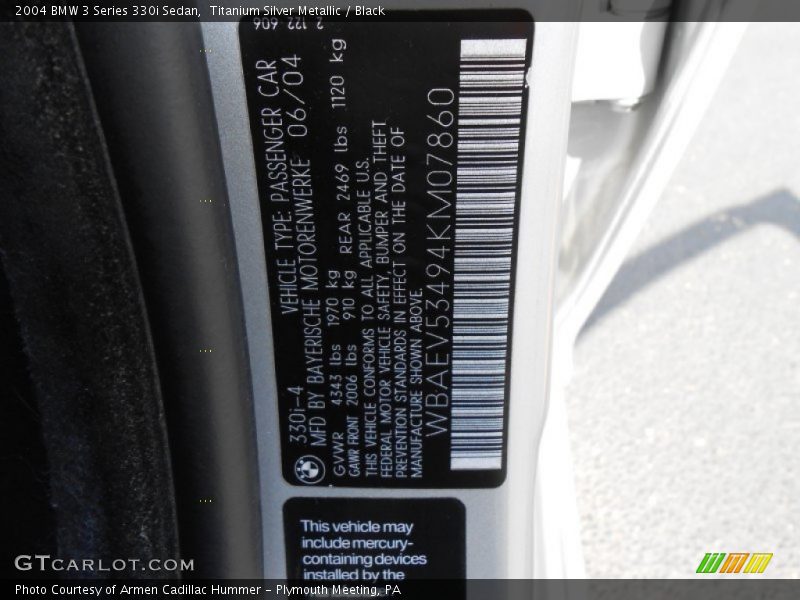 2004 BMW 3 Series 330i Sedan,  Titanium Silver Metallic / Black
2 122 606
330i-4 VEHICLE TYPE: PASSENGER CAR
MFD BY BAYERISCHE MOTORENWERKE 06/04
GVWR 4343 lbs 1970 kg
GAWR FRONT 2006 lbs 910 kg REAR 2469 lbs 1120 kg
THIS VEHICLE CONFORMS TO ALL APPLICABLE U.S.
FEDERAL MOTOR VEHICLE SAFETY, BUMPER AND THEFT
PREVENTION STANDARDS IN EFFECT ON THE DATE OF
MANUFACTURE SHOWN ABOVE.
WBAEV53494KM07860
This vehicle may
include mercury-
containing devices
installed by the
GTCARLOT.COM
Photo Courtesy of Armen Cadillac Hummer - Plymouth Meeting, PA